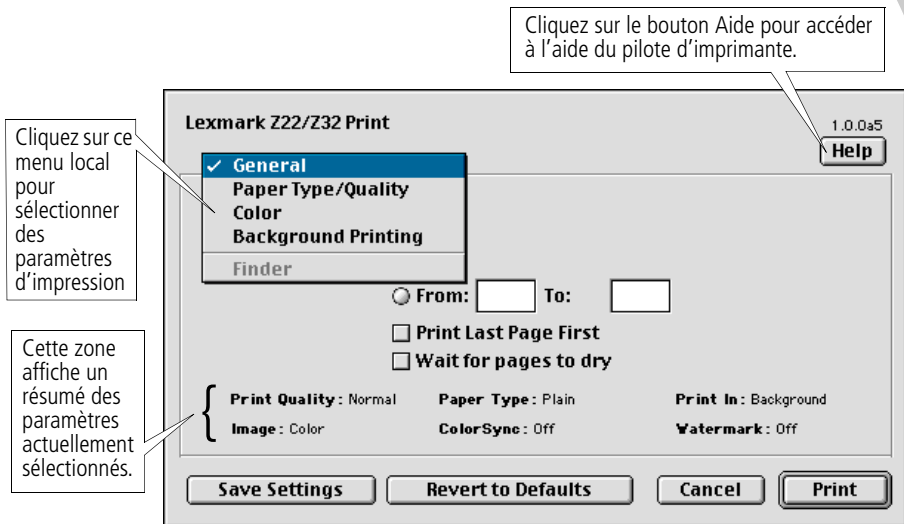 Cliquez sur le bouton Aide pour accéder
à l’aide du pilote d’imprimante.
Lexmark Z22/Z32 Print
1.0.0a5
Help
Cliquez sur ce
menu local
pour
sélectionner
des
paramètres
d’impression
✓ General
Paper Type/Quality
Color
Background Printing
Finder
From: To:
Print Last Page First
Wait for pages to dry
Cette zone
affiche un
résumé des
paramètres
actuellement
sélectionnés.
Print Quality: Normal Paper Type: Plain Print In: Background
Image: Color ColorSync: Off Watermark: Off
Save Settings Revert to Defaults Cancel Print